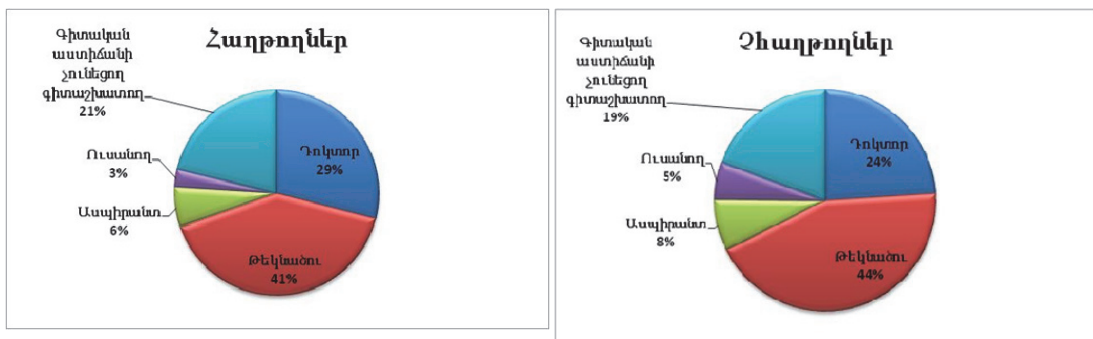 Հաղթողներ
Գիտական
աստիճանի
չունեցող
գիտաշխատող
21%
Ուսանող
3%
Ասպիրանտ
6%
Դոկտոր
29%
Թեկնածու
41%
Չհաղթողներ
Գիտական
աստիճանի
չունեցող
գիտաշխատող
19%
Ուսանող
5%
Ասպիրանտ
8%
Դոկտոր
24%
Թեկնածու
44%